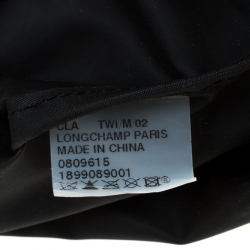 CLA TWI/M 02
LONGCHAMP PARIS
MADE IN CHINA
0809615
1899089001